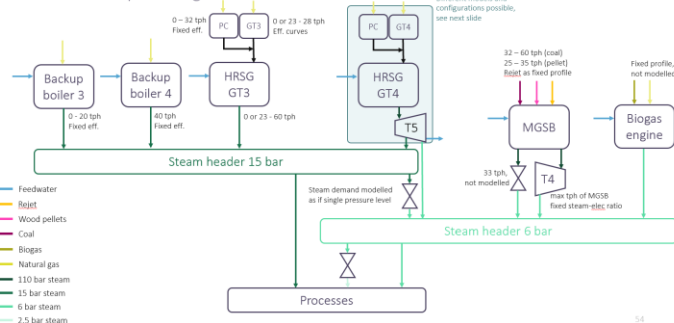 configurations possible,
see next slide
0 – 32 tph
Fixed eff.
PC
GT3
0 or 23 - 28 tph
Eff. curves
PC
GT4
32 – 60 tph (coal)
25 – 35 tph (pellet)
Rejet as fixed profile
Fixed profile,
not modelled
Backup
boiler 3
Backup
boiler 4
HRSG
GT3
HRSG
GT4
MGSB
Biogas
engine
0 - 20 tph
Fixed eff.
40 tph
Fixed eff.
0 or 23 - 60 tph
T5
Steam header 15 bar
33 tph,
not modelled
T4
Steam demand modelled
as if single pressure level
max tph of MGSB
fixed steam-elec ratio
Steam header 6 bar
Feedwater
Rejet
Wood pellets
Coal
Biogas
Natural gas
110 bar steam
15 bar steam
6 bar steam
2.5 bar steam
Processes
54